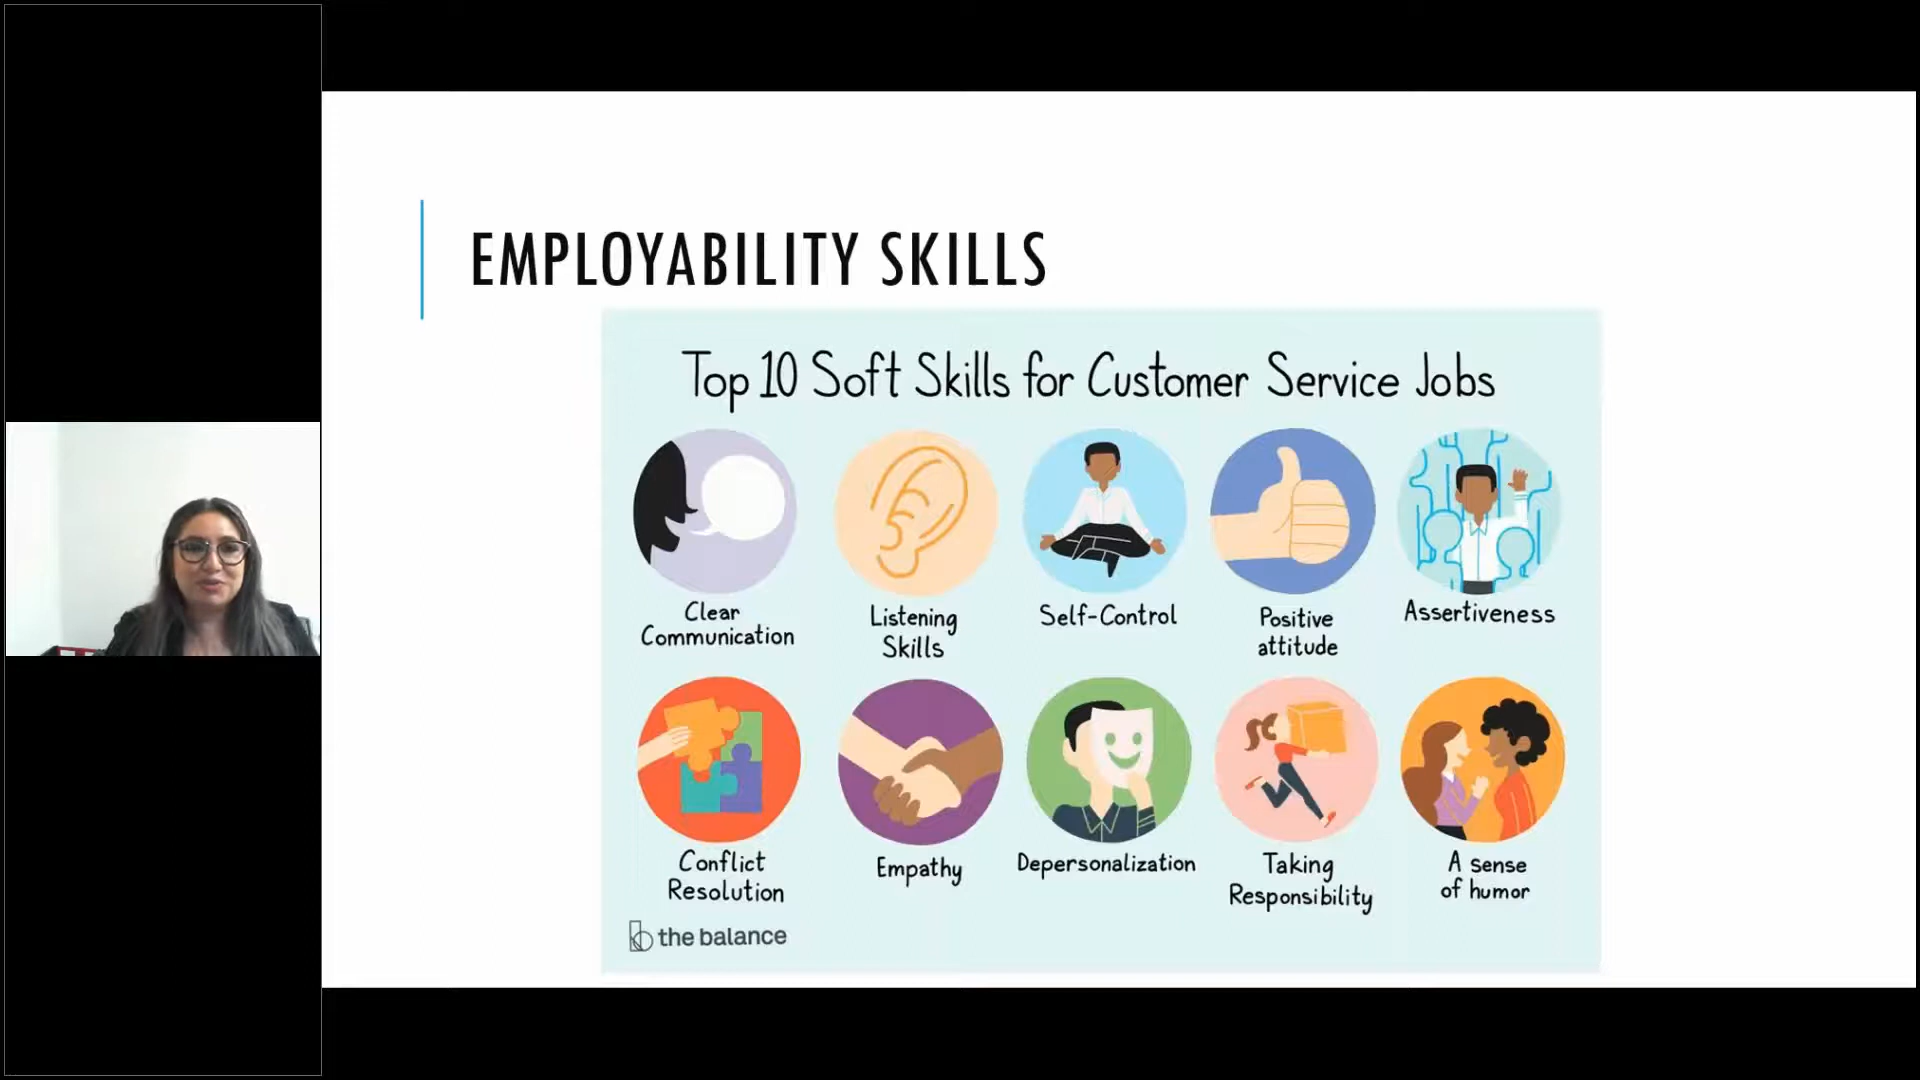 EMPLOYABILITY SKILLS
Top 10 Soft Skills for Customer Service Jobs
Clear
Communication
Listening
Skills
Self-Control
Positive
attitude
Assertiveness
Conflict
Resolution
Empathy
Depersonalization
Taking
Responsibility
A sense
of humor
the balance